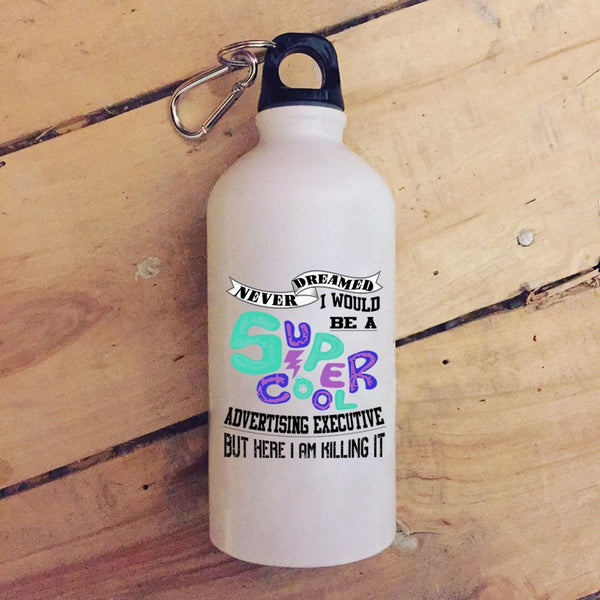 NEVER DREAMED
I WOULD
BE A
SUPER
COOL
ADVERTISING EXECUTIVE
BUT HERE I AM KILLING IT